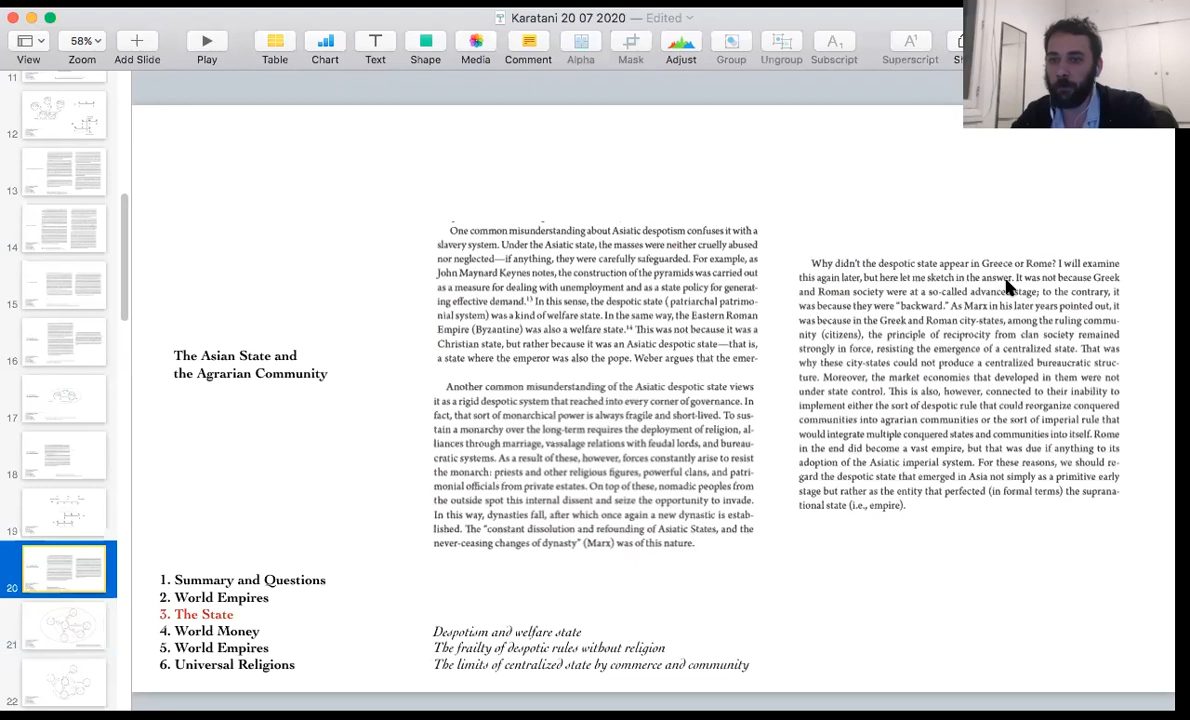 Karatani 20 07 2020 — Edited
58%
View
Zoom
Add Slide
Play
Table
Chart
Text
Shape
Media
Comment
Alpha
Mask
Adjust
Group
Ungroup
Subscript
Superscript
11
12
13
14
15
16
17
18
19
20
21
22
The Asian State and
the Agrarian Community
1. Summary and Questions
2. World Empires
3. The State
4. World Money
5. World Empires
6. Universal Religions
One common misunderstanding about Asiatic despotism confuses it with a
slavery system. Under the Asiatic state, the masses were neither cruelly abused
nor neglected—if anything, they were carefully safeguarded. For example, as
John Maynard Keynes notes, the construction of the pyramids was carried out
as a measure for dealing with unemployment and as a state policy for generat-
ing effective demand.13 In this sense, the despotic state ( patriarchal patrimo-
nial system) was a kind of welfare state. In the same way, the Eastern Roman
Empire (Byzantine) was also a welfare state.14 This was not because it was a
Christian state, but rather because it was an Asiatic despotic state—that is,
a state where the emperor was also the pope. Weber argues that the emer-
Another common misunderstanding of the Asiatic despotic state views
it as a rigid despotic system that reached into every corner of governance. In
fact, that sort of monarchical power is always fragile and short-lived. To sus-
tain a monarchy over the long-term requires the deployment of religion, al-
liances through marriage, vassalage relations with feudal lords, and bureau-
cratic systems. As a result of these, however, forces constantly arise to resist
the monarch: priests and other religious figures, powerful clans, and patri-
monial officials from private estates. On top of these, nomadic peoples from
the outside spot this internal dissent and seize the opportunity to invade.
In this way, dynasties fall, after which once again a new dynastic is estab-
lished. The “constant dissolution and refounding of Asiatic States, and the
never-ceasing changes of dynasty” (Marx) was of this nature.
Why didn't the despotic state appear in Greece or Rome? I will examine
this again later, but here let me sketch in the answer. It was not because Greek
and Roman society were at a so-called advanced stage; to the contrary, it
was because they were “backward.” As Marx in his later years pointed out, it
was because in the Greek and Roman city-states, among the ruling commu-
nity (citizens), the principle of reciprocity from clan society remained
strongly in force, resisting the emergence of a centralized state. That was
why these city-states could not produce a centralized bureaucratic struc-
ture. Moreover, the market economies that developed in them were not
under state control. This is also, however, connected to their inability to
implement either the sort of despotic rule that could reorganize conquered
communities into agrarian communities or the sort of imperial rule that
would integrate multiple conquered states and communities into itself. Rome
in the end did become a vast empire, but that was due if anything to its
adoption of the Asiatic imperial system. For these reasons, we should re-
gard the despotic state that emerged in Asia not simply as a primitive early
stage but rather as the entity that perfected (in formal terms) the suprana-
tional state (i.e., empire).
Despotism and welfare state
The frailty of despotic rules without religion
The limits of centralized state by commerce and community